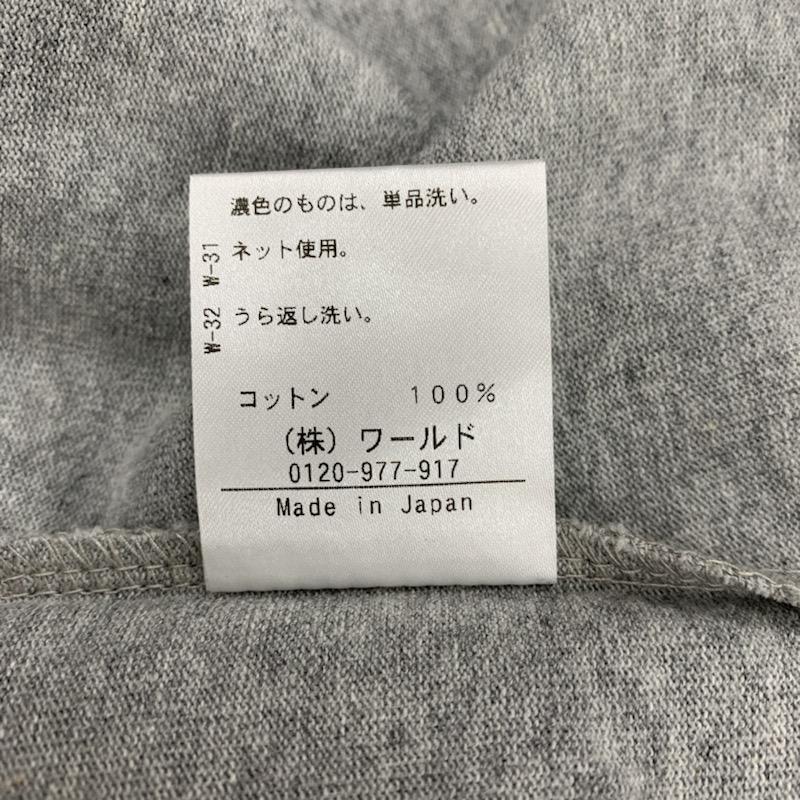 濃色のものは、単品洗い。
W-31 ネット使用。
W-32 うら返し洗い。
コットン 100%
(株) ワールド
0120-977-917
Made in Japan